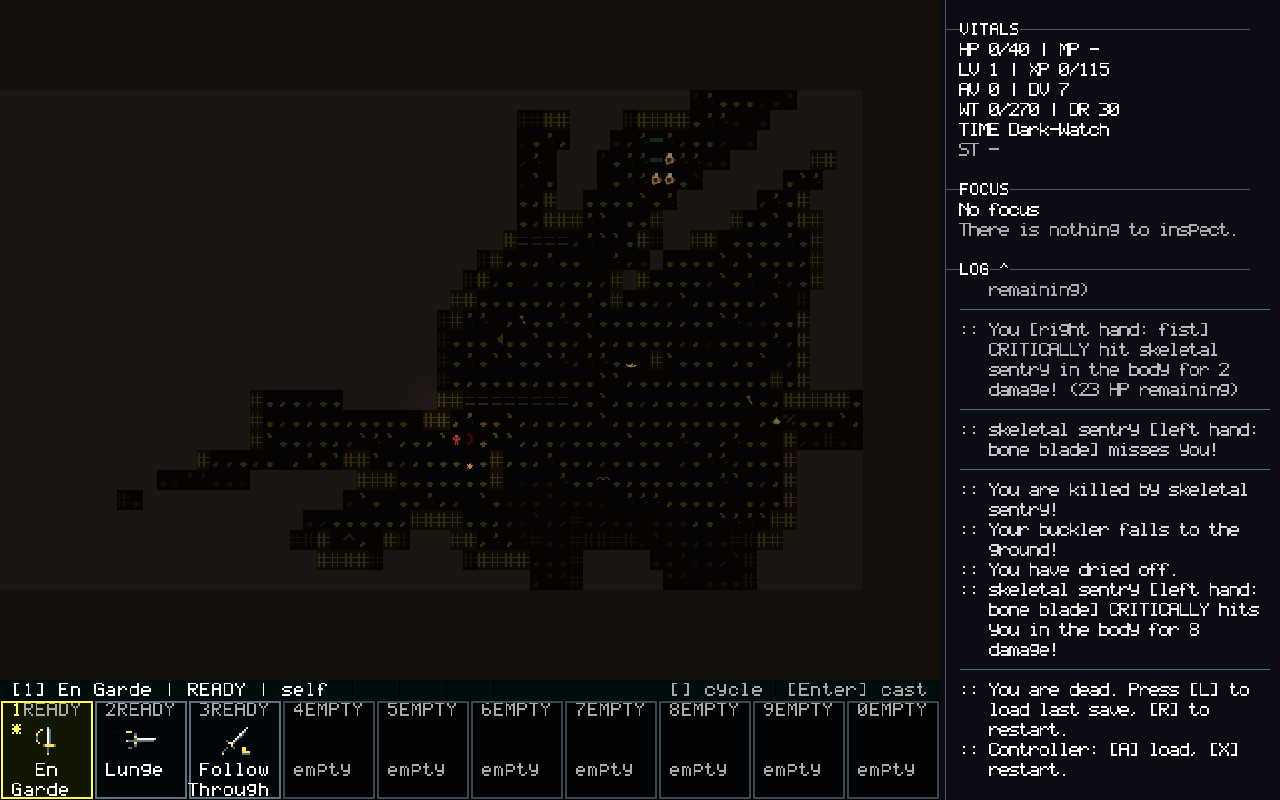 VITALS
HP 0/40 | MP -
LV 1 | XP 0/115
AV 0 | DV 7
WT 0/270 | DR 30
TIME Dark-Watch
ST -
FOCUS
No focus
There is nothing to inspect.
LOG ^
remaining)
:: You [right hand: fist]
CRITICALLY hit skeletal
sentry in the body for 2
damage! (23 HP remaining)
:: skeletal sentry [left hand:
bone blade] misses you!
:: You are killed by skeletal
sentry!
:: Your buckler falls to the
ground!
:: You have dried off.
:: skeletal sentry [left hand:
bone blade] CRITICALLY hits
you in the body for 8
damage!
:: You are dead. Press [L] to
load last save, [R] to
restart.
:: Controller: [A] load, [X]
restart.
[1] En Garde | READY | self
[] cycle [Enter] cast
1READY 2READY 3READY 4EMPTY 5EMPTY 6EMPTY 7EMPTY 8EMPTY 9EMPTY 0EMPTY
*
En Lunge Follow empty empty empty empty empty empty empty
Garde Through